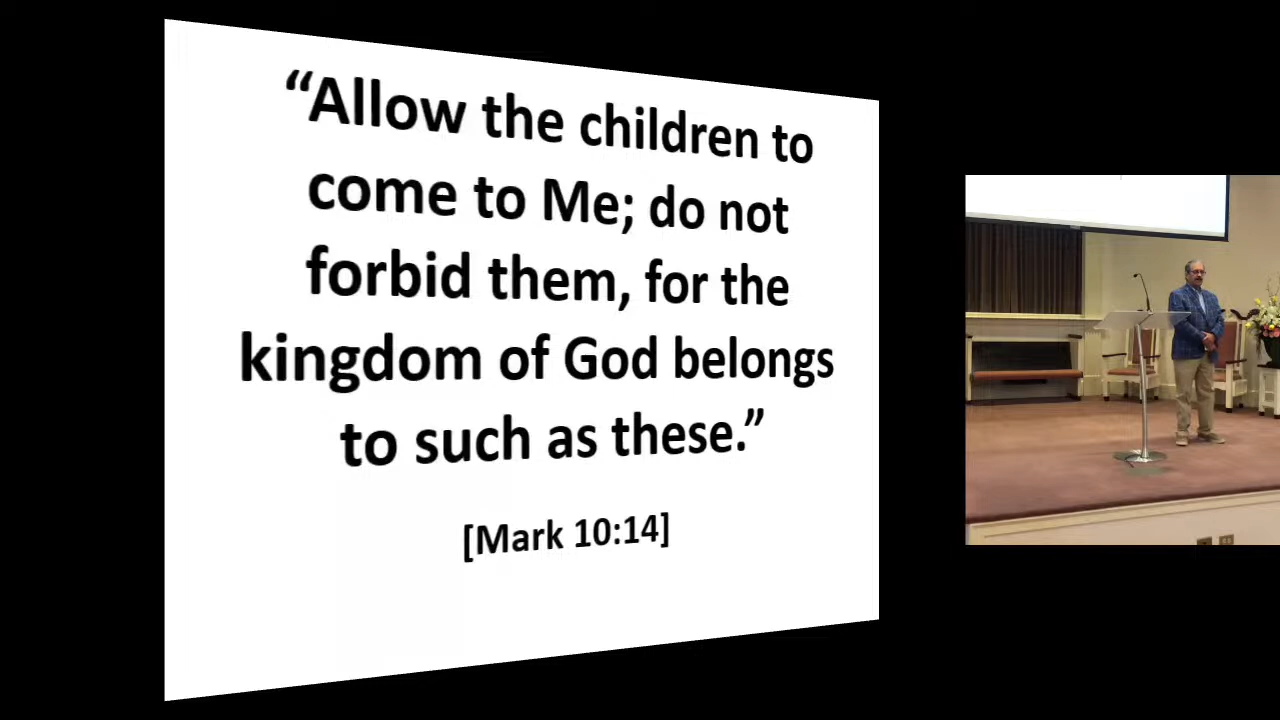 “Allow the children to
come to Me; do not
forbid them, for the
kingdom of God belongs
to such as these.”
[Mark 10:14]